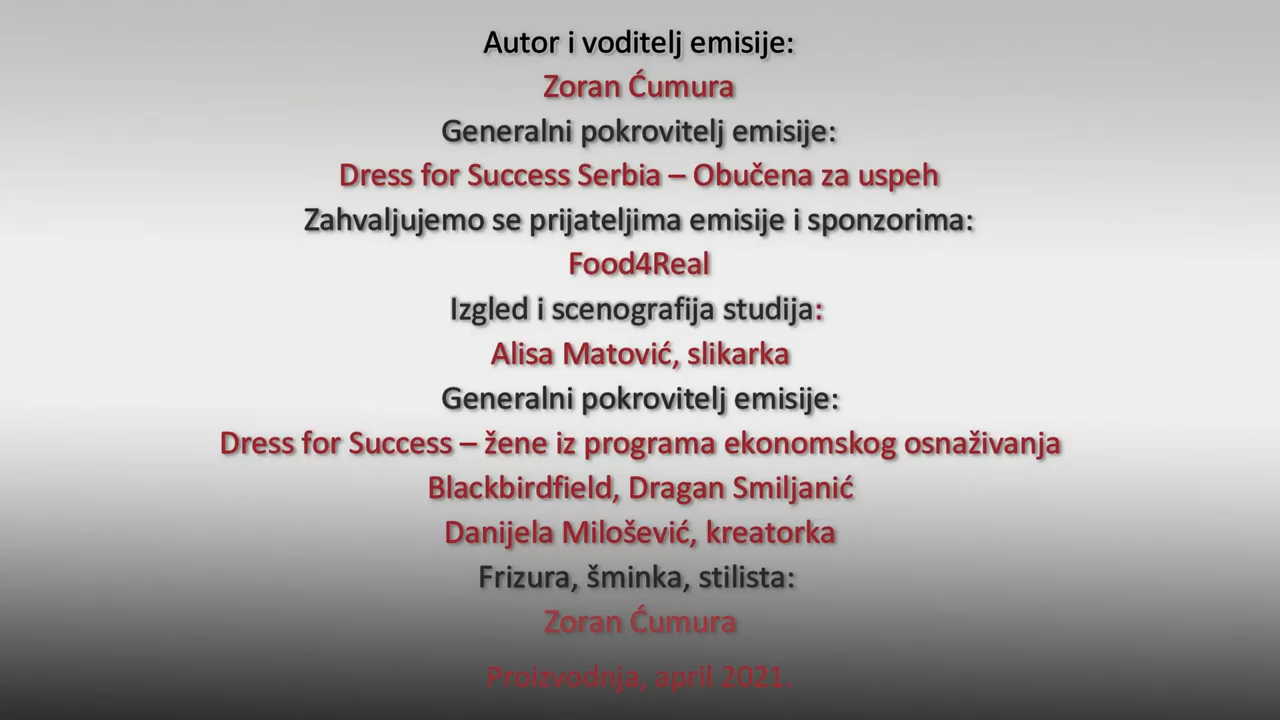 Autor i voditelj emisije:
Zoran Ćumura
Generalni pokrovitelj emisije:
Dress for Success Serbia – Obučena za uspeh
Zahvaljujemo se prijateljima emisije i sponzorima:
Food4Real
Izgled i scenografija studija:
Alisa Matović, slikarka
Generalni pokrovitelj emisije:
Dress for Success – žene iz programa ekonomskog osnaživanja
Blackbirdfield, Dragan Smiljanić
Danijela Milošević, kreatorka
Frizura, šminka, stilista:
Zoran Ćumura
Proizvodnja, april 2021.